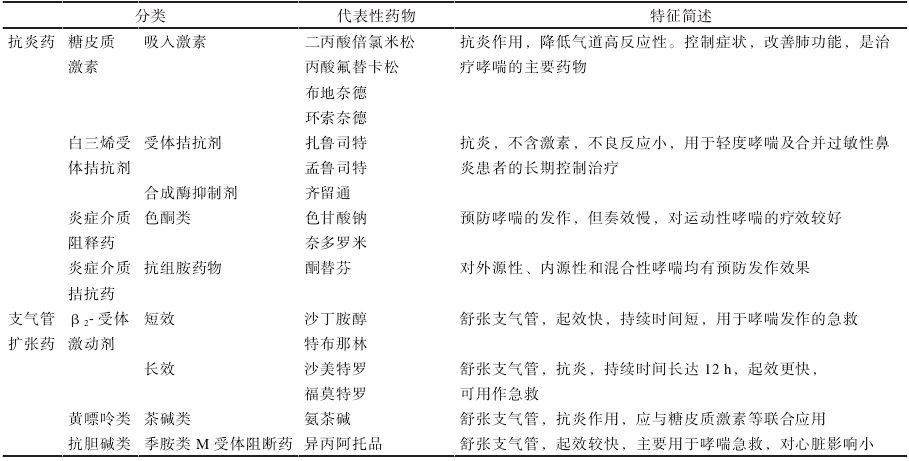 分类 代表性药物 特征简述
抗炎药 糖皮质 吸入激素 二丙酸倍氯米松 抗炎作用，降低气道高反应性。控制症状，改善肺功能，是治
激素 丙酸氟替卡松 疗哮喘的主要药物
布地奈德
环索奈德
白三烯受 受体拮抗剂 扎鲁司特 抗炎，不含激素，不良反应小，用于轻度哮喘及合并过敏性鼻
体拮抗剂 孟鲁司特 炎患者的长期控制治疗
合成酶抑制剂 齐留通
炎症介质 色酮类 色甘酸钠 预防哮喘的发作，但奏效慢，对运动性哮喘的疗效较好
阻释药 奈多罗米
炎症介质 抗组胺药物 酮替芬 对外源性、内源性和混合性哮喘均有预防发作效果
拮抗药
支气管 β₂-受体 短效 沙丁胺醇 舒张支气管，起效快，持续时间短，用于哮喘发作的急救
扩张药 激动剂 特布那林
长效 沙美特罗 舒张支气管，抗炎，持续时间长达 12 h，起效更快，
福莫特罗 可用作急救
黄嘌呤类 茶碱类 氨茶碱 舒张支气管，抗炎作用，应与糖皮质激素等联合应用
抗胆碱类 季胺类 M 受体阻断药 异丙阿托品 舒张支气管，起效较快，主要用于哮喘急救，对心脏影响小